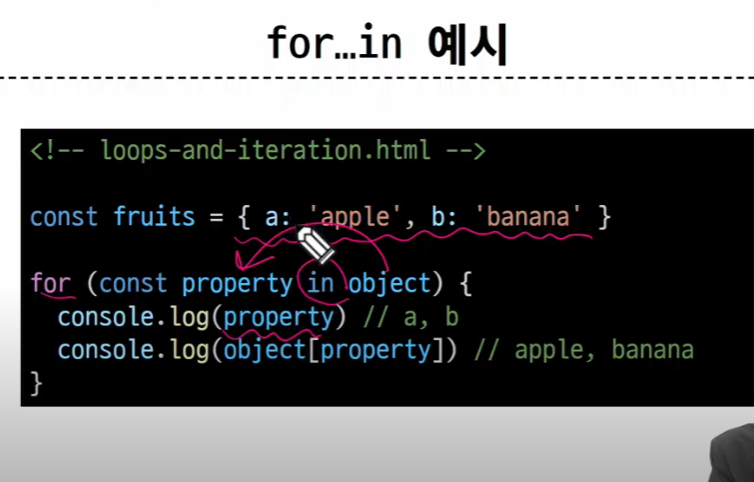 for…in 예시
<!-- loops-and-iteration.html -->
const fruits = { a: 'apple', b: 'banana' }
for (const property in object) {
  console.log(property) // a, b
  console.log(object[property]) // apple, banana
}